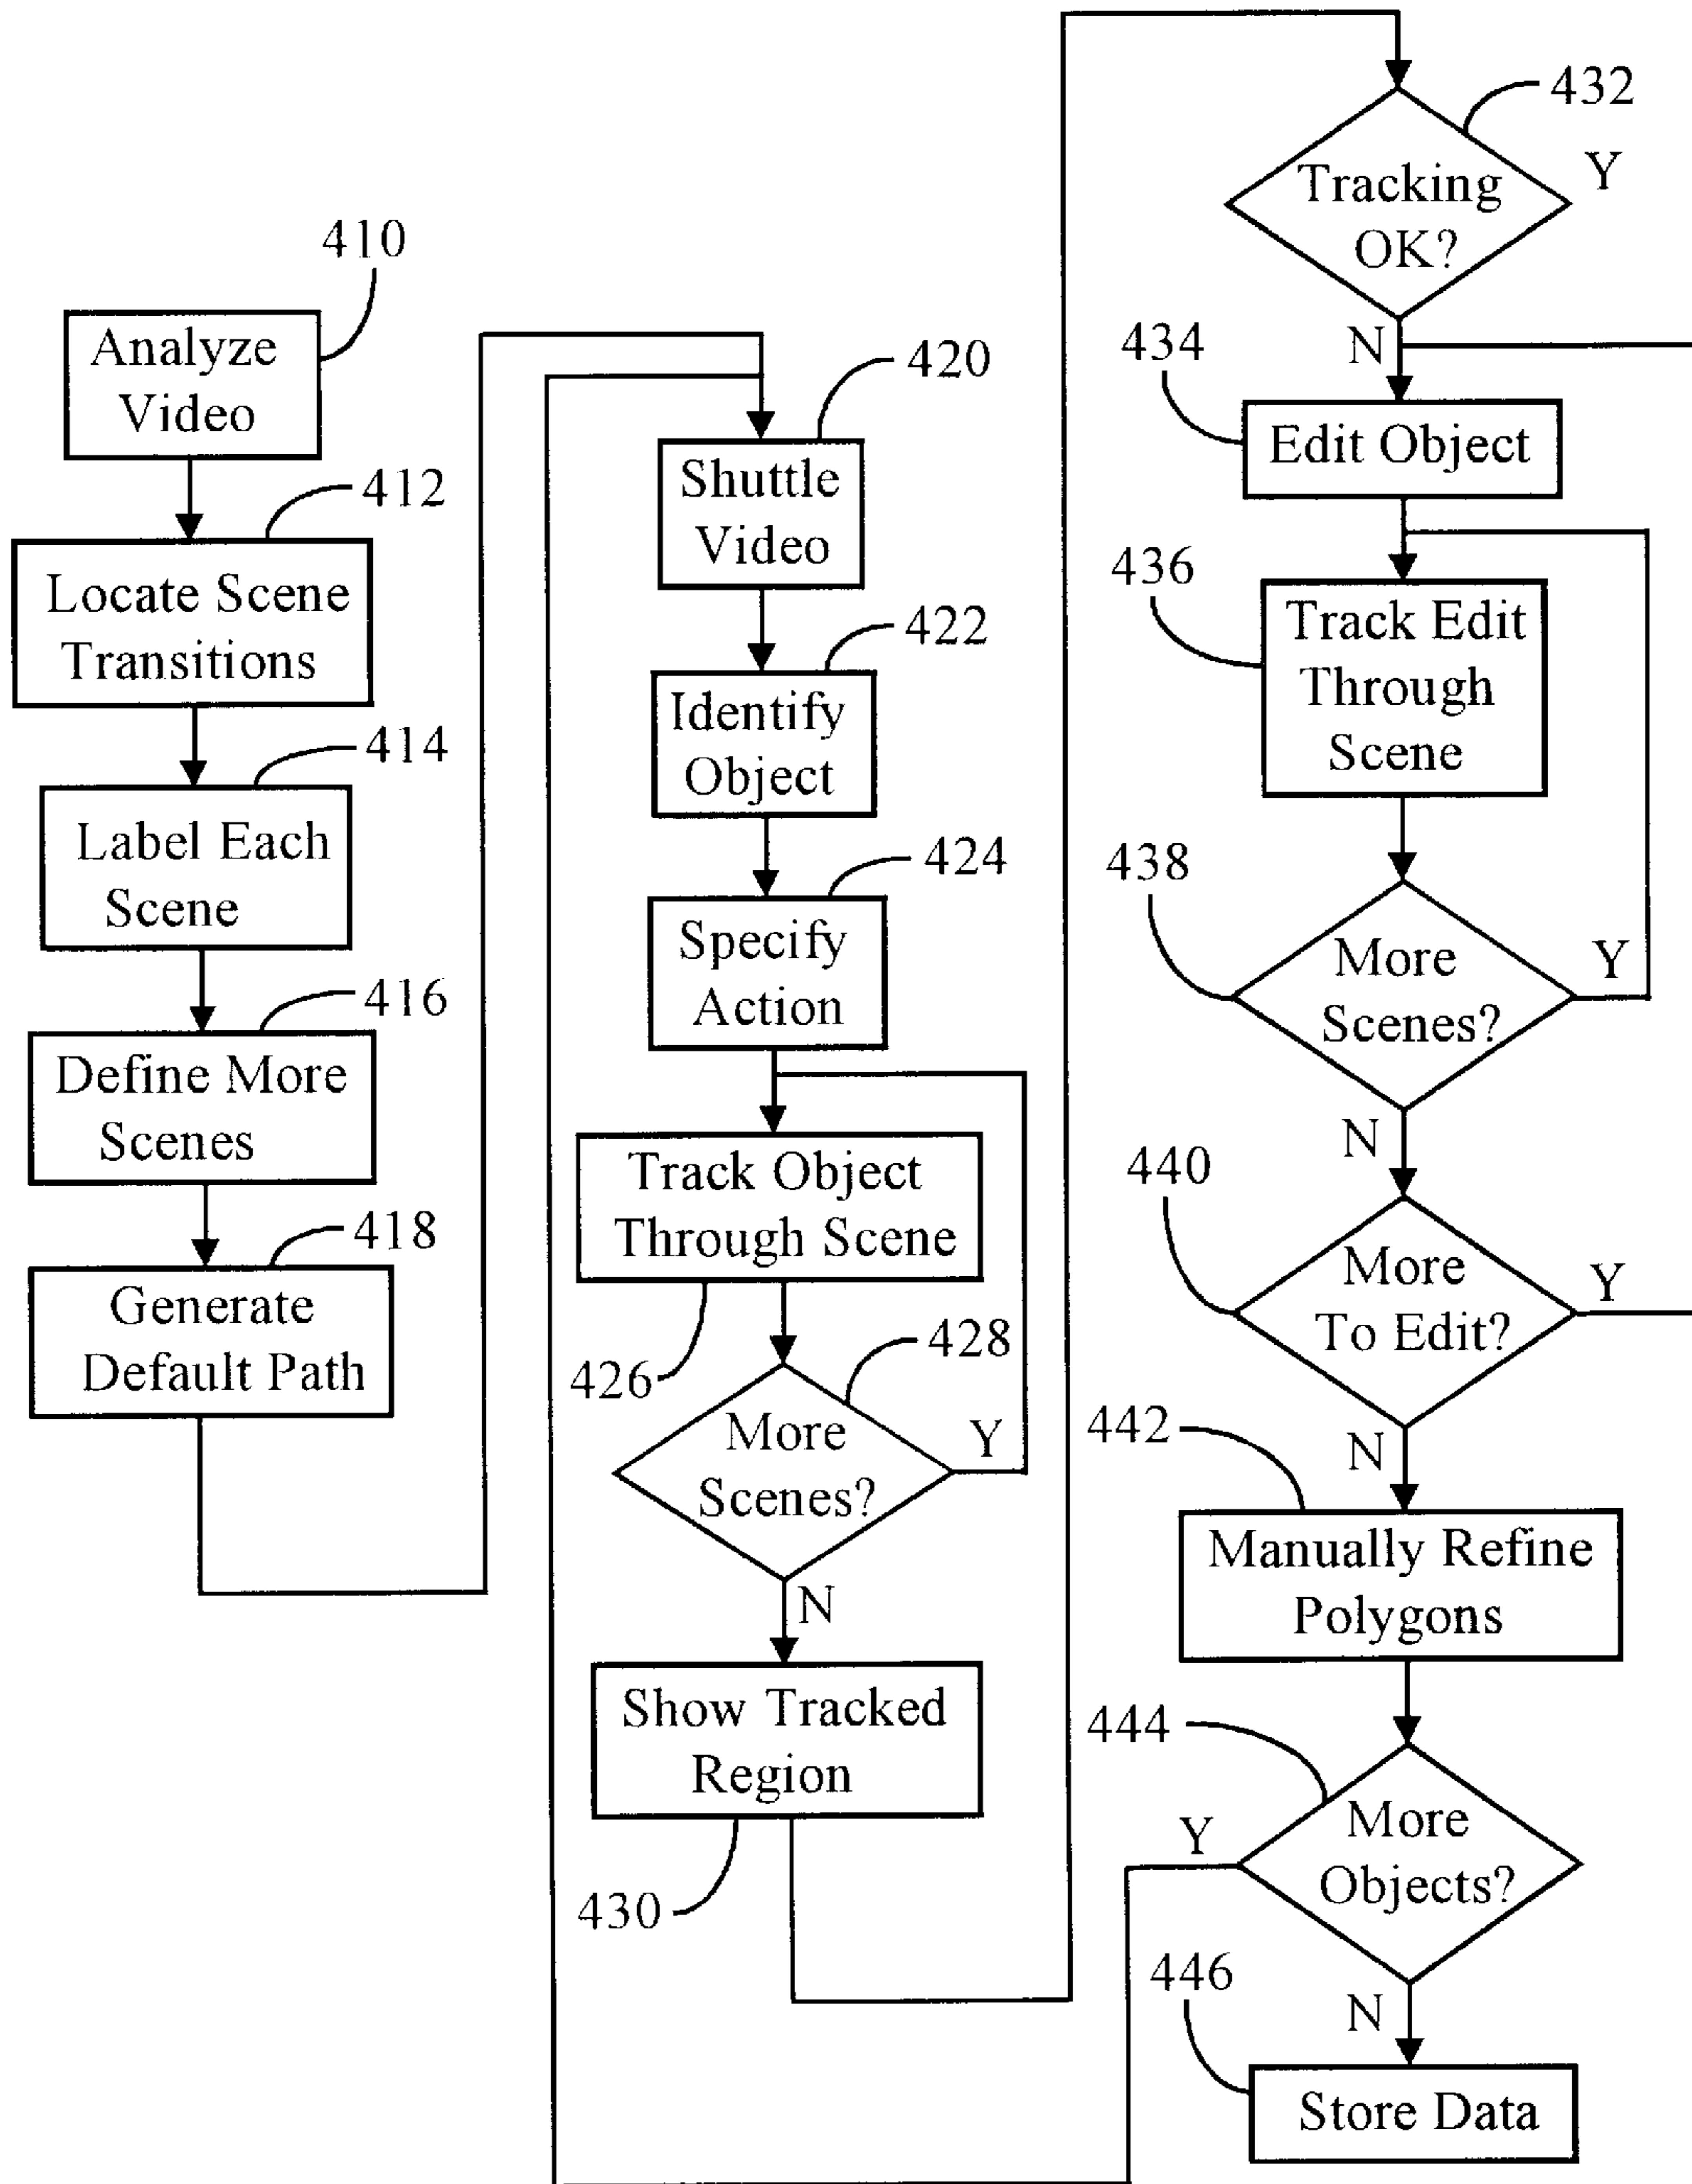 410
Analyze
Video
412
Locate Scene
Transitions
414
Label Each
Scene
416
Define More
Scenes
418
Generate
Default Path
420
Shuttle
Video
422
Identify
Object
424
Specify
Action
Track Object
Through Scene
426
428
More
Scenes?
Y
N
Show Tracked
Region
430
432
Tracking
OK?
Y
N
434
Edit Object
436
Track Edit
Through
Scene
438
More
Scenes?
Y
N
440
More
To Edit?
Y
N
442
Manually Refine
Polygons
444
More
Objects?
Y
N
446
Store Data